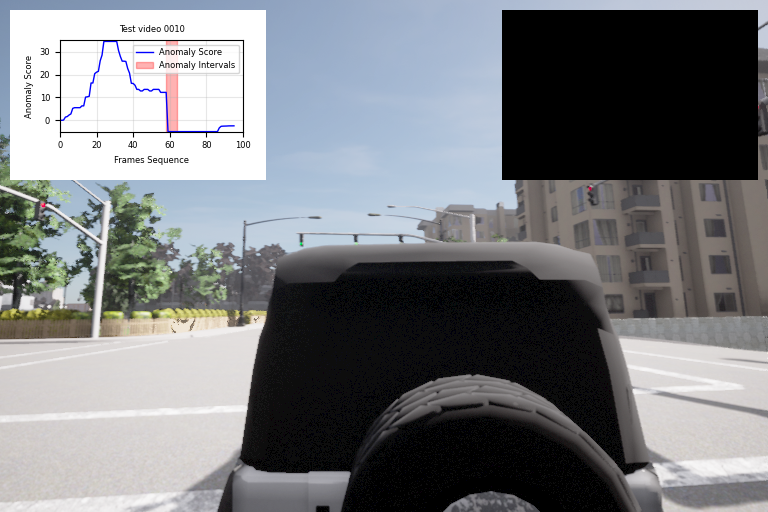 Test video 0010
Anomaly Score
Anomaly Intervals
30
20
10
0
Anomaly Score
0 20 40 60 80 100
Frames Sequence